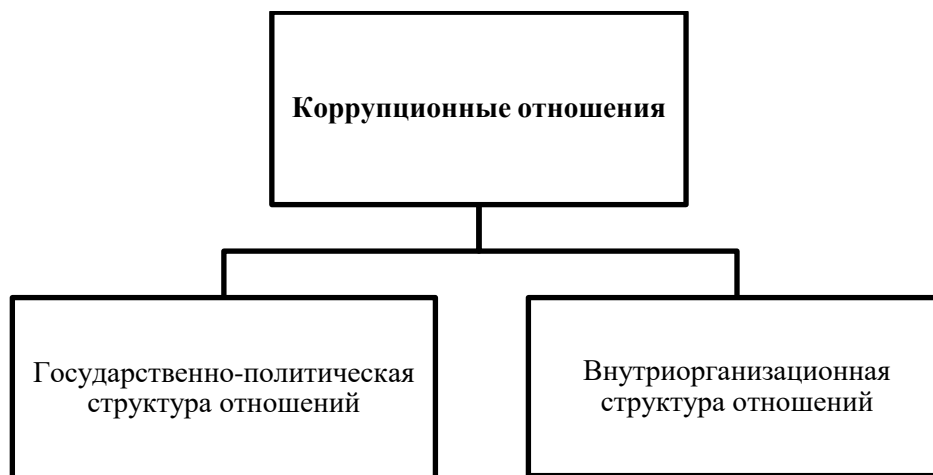 Коррупционные отношения
Государственно-политическая
структура отношений
Внутриорганизационная
структура отношений